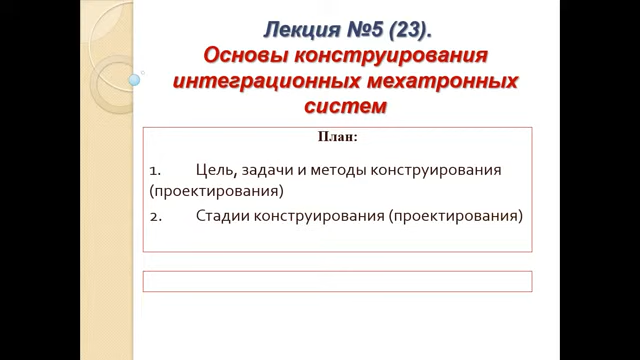 Лекция №5 (23).
Основы конструирования
интеграционных мехатронных
систем
План:
1. Цель, задачи и методы конструирования
(проектирования)
2. Стадии конструирования (проектирования)